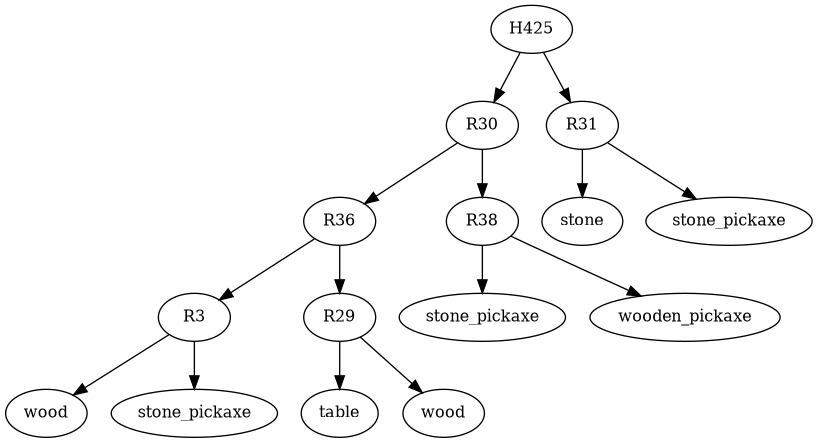 H425
R30
R31
R36
R38
stone
stone_pickaxe
R3
R29
stone_pickaxe
wooden_pickaxe
wood
stone_pickaxe
table
wood